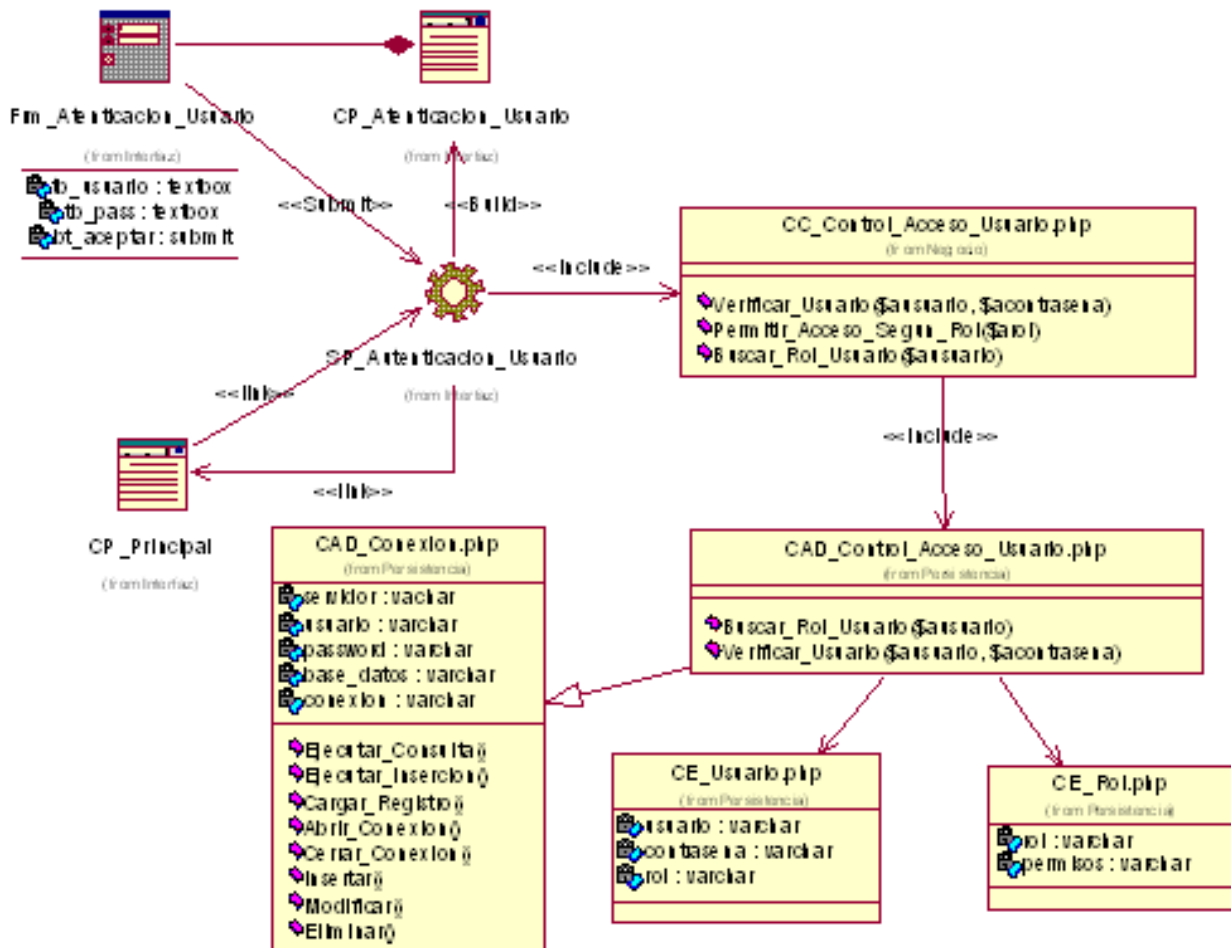 Frm_Atenticacion_Usuario
(from Interfaz)
tb_usuario : textbox
tb_pass : textbox
bt_aceptar : submit
CP_Atenticacion_Usuario
(from Interfaz)
<<Submit>>
<<Build>>
<<Include>>
SP_Autenticacion_Usuario
(from Interfaz)
<<link>>
<<link>>
CP_Principal
(from Interfaz)
CC_Control_Acceso_Usuario.php
(from Negocio)
Verificar_Usuario($ausuario, $acontrasena)
Permitir_Acceso_Segun_Rol($arol)
Buscar_Rol_Usuario($ausuario)
<<Include>>
CAD_Control_Acceso_Usuario.php
(from Persistencia)
Buscar_Rol_Usuario($ausuario)
Verificar_Usuario($ausuario, $acontrasena)
CAD_Conexion.php
(from Persistencia)
servidor : vachar
usuario : varchar
password : varchar
base_datos : varchar
conexion : varchar
Ejecutar_Consulta()
Ejecutar_Insercion()
Cargar_Registro()
Abrir_Conexion()
Cerrar_Conexion()
Insertar()
Modificar()
Eliminar()
CE_Usuario.php
(from Persistencia)
usuario : varchar
contrasena : varchar
rol : varchar
CE_Rol.php
(from Persistencia)
rol : varchar
permisos : varchar